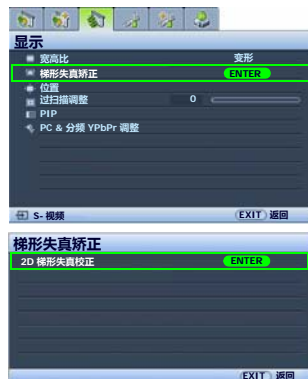 显示
宽高比 变形
梯形失真矫正 ENTER
位置
过扫描调整 0
PIP
PC & 分频 YPbPr 调整
S- 视频 EXIT 返回
梯形失真矫正
2D 梯形失真校正 ENTER
EXIT 返回